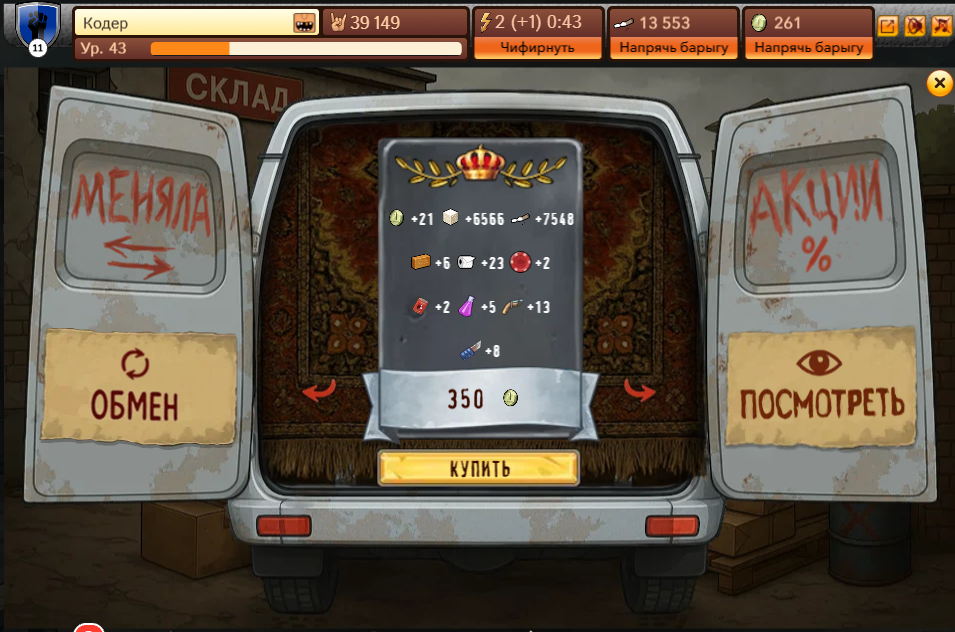 Кодер
39 149
2 (+1) 0:43
13 553
261
11
Ур. 43
Чифирнуть
Напрячь барыгу
Напрячь барыгу
СКЛАД
МЕНЯЛА
АКЦИИ
%
+21 +6566 +7548
+6 +23 +2
+2 +5 +13
+8
350
ОБМЕН
ПОСМОТРЕТЬ
КУПИТЬ